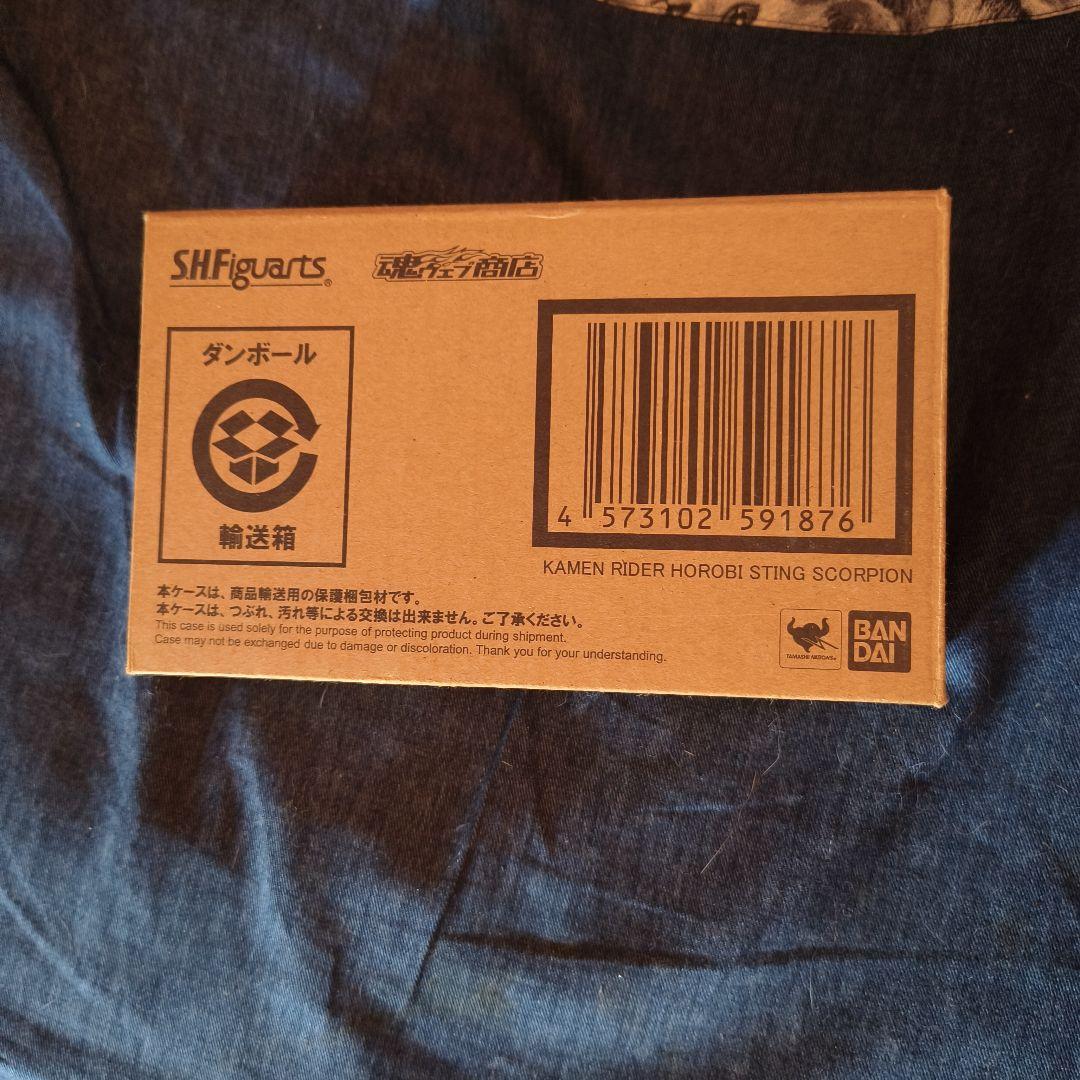 S.H.Figuarts®
魂ウェブ商店
ダンボール
輸送箱
4 573102 591876
KAMEN RIDER HOROBI STING SCORPION
本ケースは、商品輸送用の保護梱包材です。
本ケースは、つぶれ、汚れ等による交換は出来ません。ご了承ください。
This case is used solely for the purpose of protecting product during shipment.
Case may not be exchanged due to damage or discoloration. Thank you for your understanding.
TAMASHII NATIONS
BAN
DAI